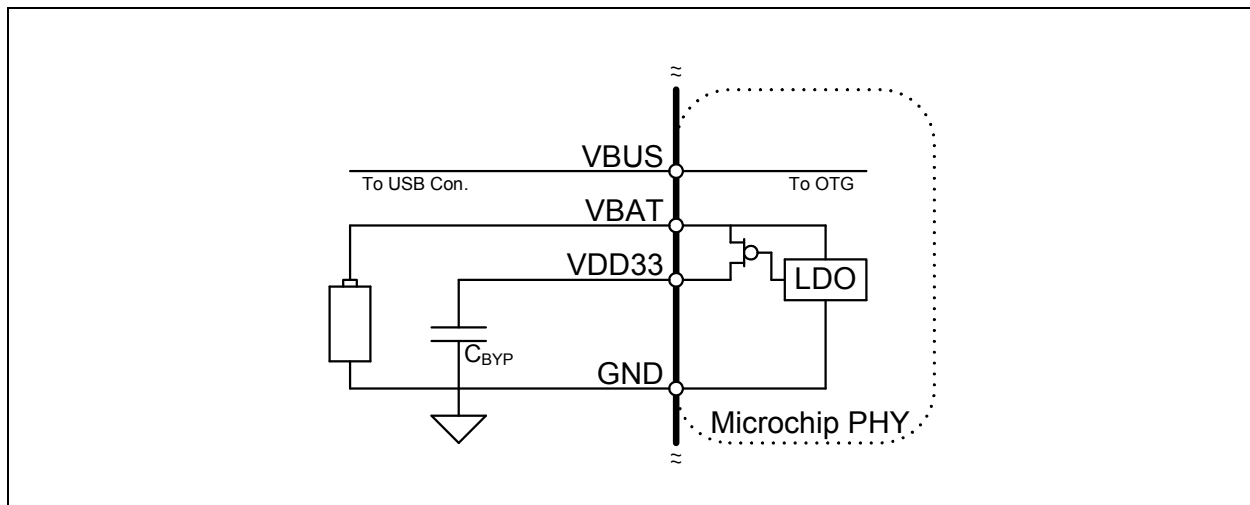 VBUS
To USB Con.
To OTG
VBAT
VDD33
LDO
CBYP
GND
Microchip PHY